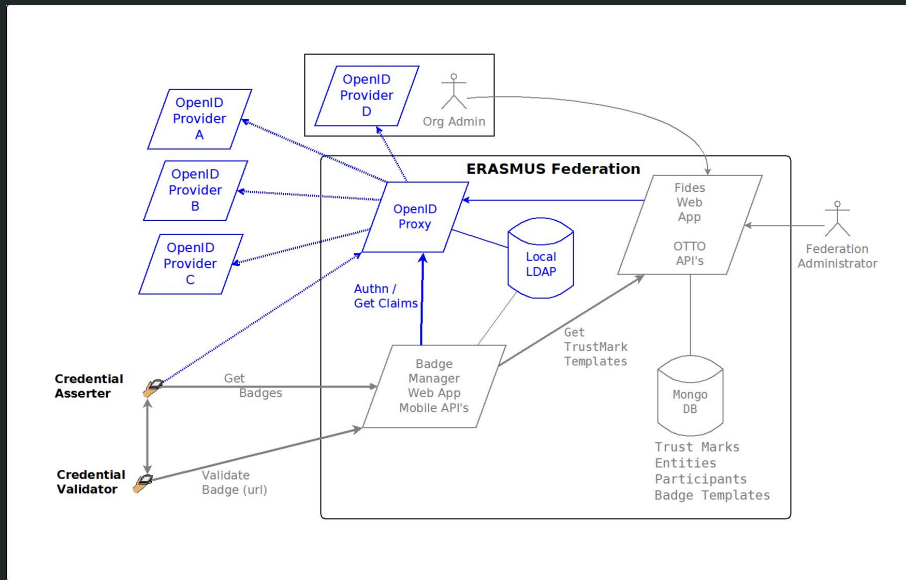 OpenID
Provider
D
Org Admin
OpenID
Provider
A
ERASMUS Federation
OpenID
Provider
B
OpenID
Proxy
Fides
Web
App
OTTO
API's
OpenID
Provider
C
Local
LDAP
Federation
Administrator
Authn /
Get Claims
Get
TrustMark
Templates
Badge
Manager
Web App
Mobile API's
Credential
Asserter
Get
Badges
Mongo
DB
Trust Marks
Entities
Participants
Badge Templates
Credential
Validator
Validate
Badge (url)